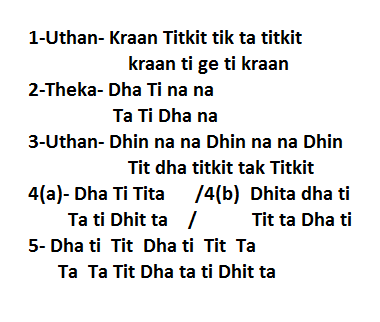 1-Uthan- Kraan Titkit tik ta titkit
kraan ti ge ti kraan
2-Theka- Dha Ti na na
Ta Ti Dha na
3-Uthan- Dhin na na Dhin na na Dhin
Tit dha titkit tak Titkit
4(a)- Dha Ti Tita /4(b) Dhita dha ti
Ta ti Dhit ta / Tit ta Dha ti
5- Dha ti Tit Dha ti Tit Ta
Ta Ta Tit Dha ta ti Dhit ta